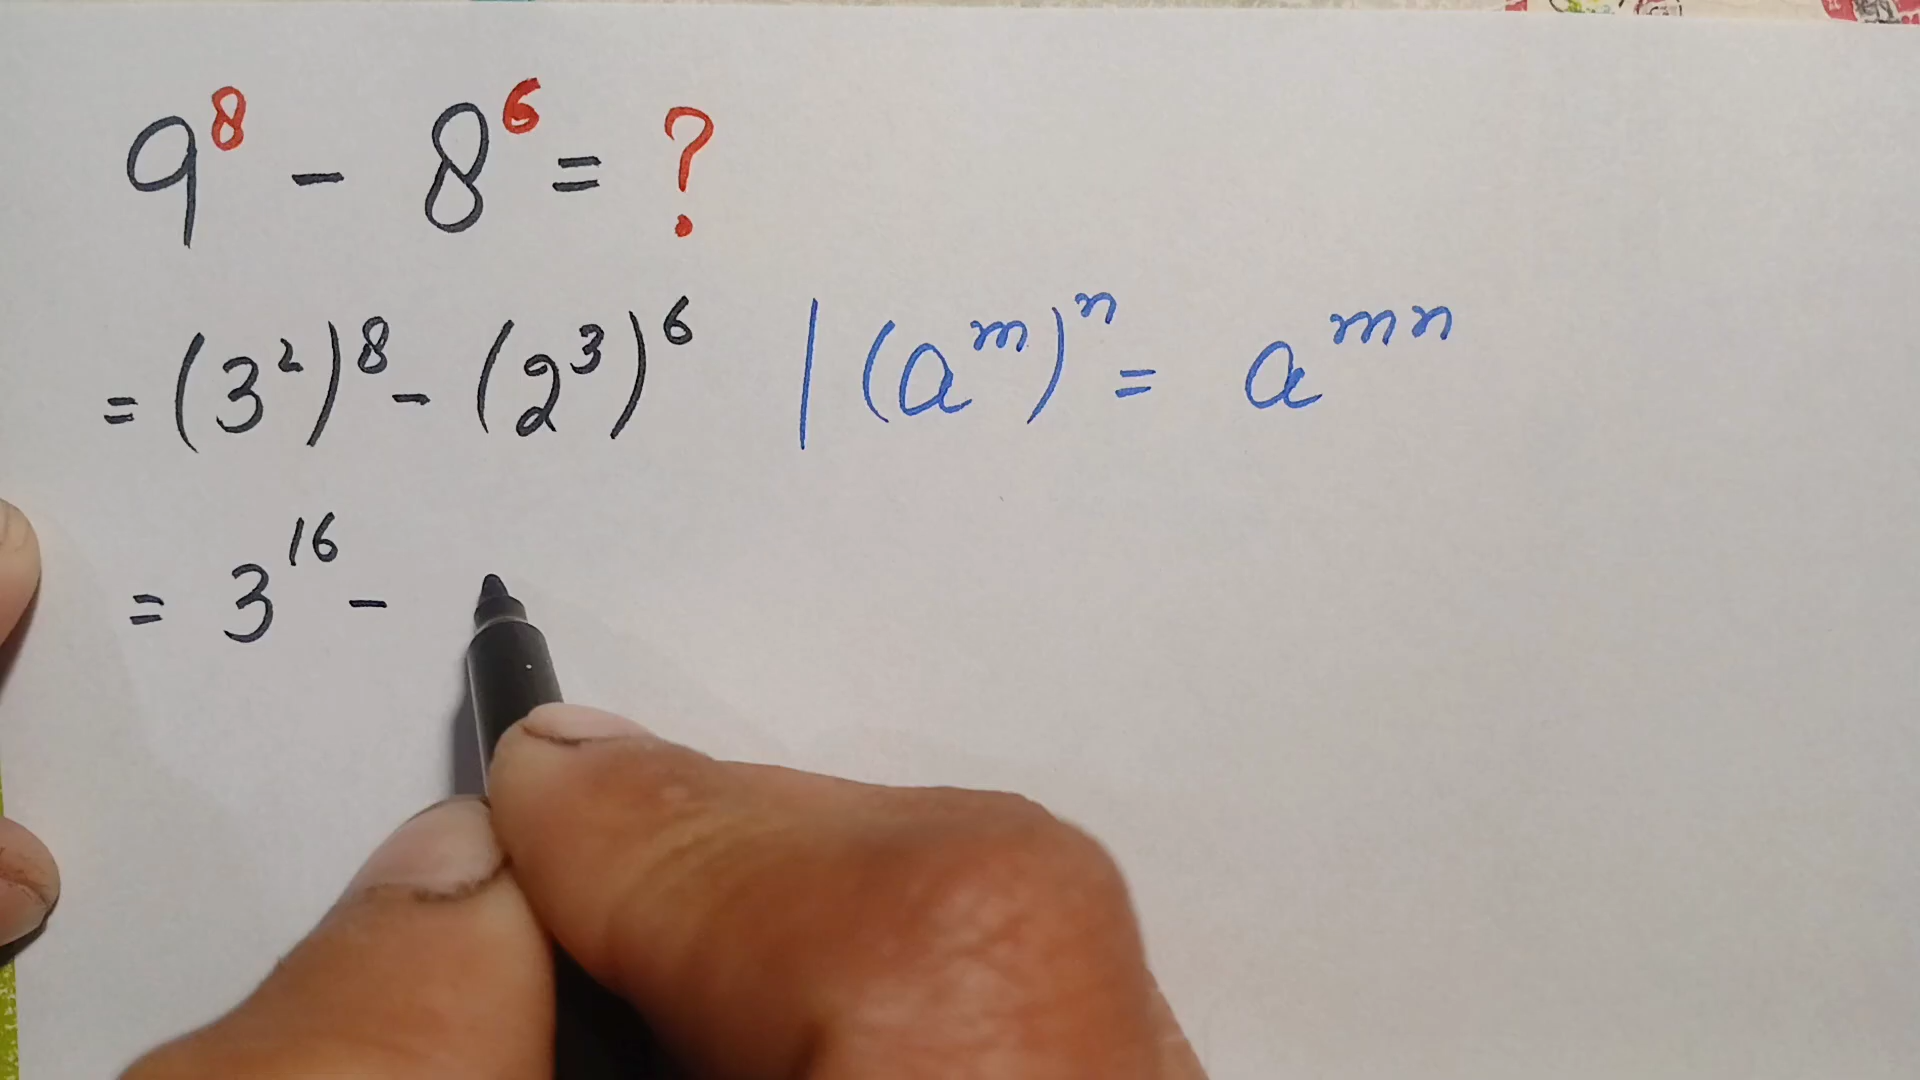 9⁸ - 8⁶ = ?
= (3²)⁸ - (2³)⁶ | (aᵐ)ⁿ = aᵐⁿ
= 3¹⁶ -